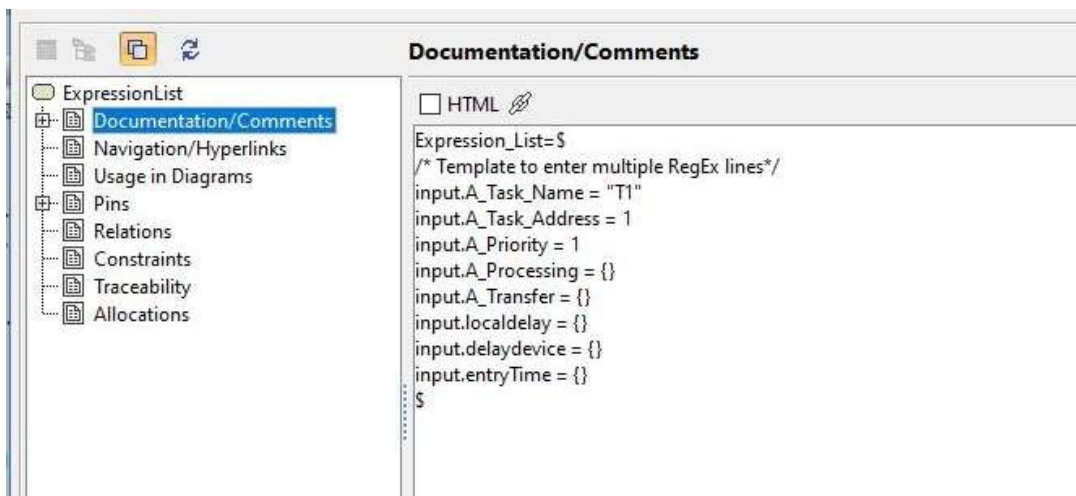 Documentation/Comments
ExpressionList
Documentation/Comments
Navigation/Hyperlinks
Usage in Diagrams
Pins
Relations
Constraints
Traceability
Allocations
HTML
Expression_List=$
/* Template to enter multiple RegEx lines*/
input.A_Task_Name = "T1"
input.A_Task_Address = 1
input.A_Priority = 1
input.A_Processing = {}
input.A_Transfer = {}
input.localdelay = {}
input.delaydevice = {}
input.entryTime = {}
$